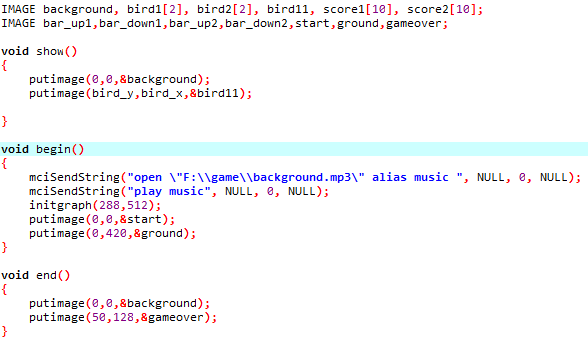 IMAGE background, bird1[2], bird2[2], bird11, score1[10], score2[10];
IMAGE bar_up1,bar_down1,bar_up2,bar_down2,start,ground,gameover;
void show()
{
    putimage(0,0,&background);
    putimage(bird_y,bird_x,&bird11);
}
void begin()
{
    mciSendString("open \"F:\\game\\background.mp3\" alias music ", NULL, 0, NULL);
    mciSendString("play music", NULL, 0, NULL);
    initgraph(288,512);
    putimage(0,0,&start);
    putimage(0,420,&ground);
}
void end()
{
    putimage(0,0,&background);
    putimage(50,128,&gameover);
}